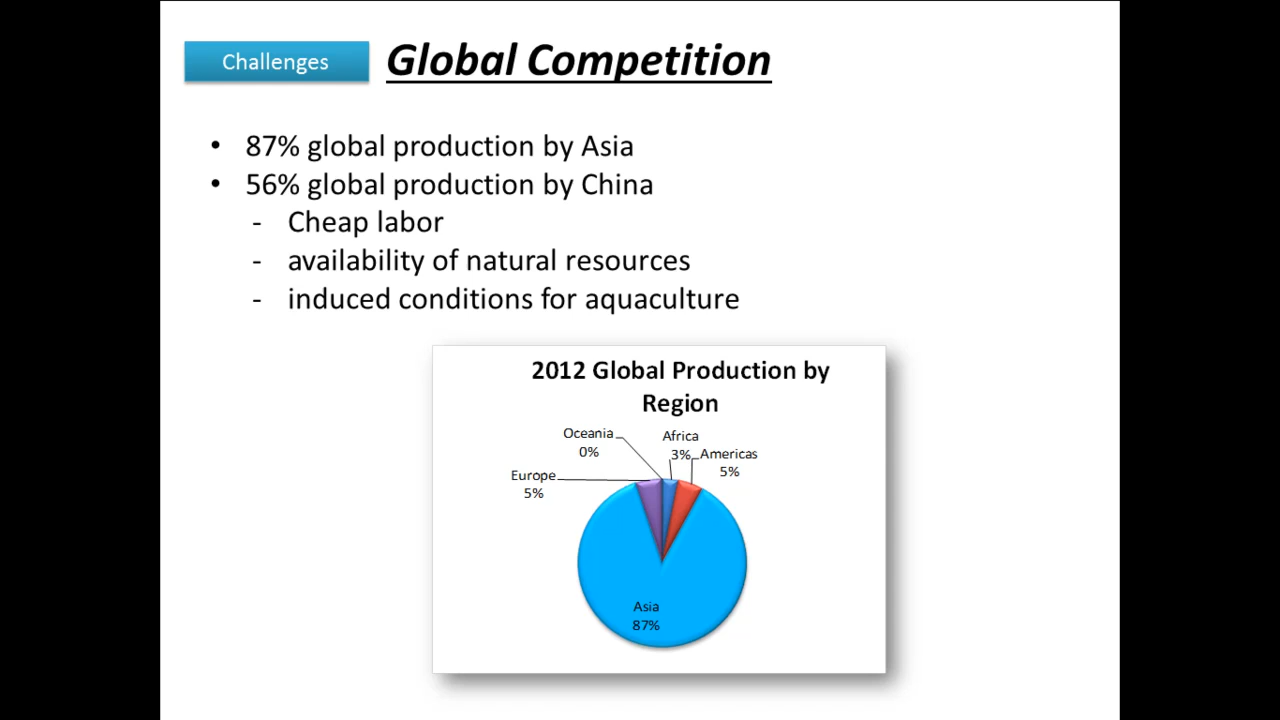 Challenges
Global Competition
• 87% global production by Asia
• 56% global production by China
- Cheap labor
- availability of natural resources
- induced conditions for aquaculture
2012 Global Production by
Region
Oceania
0%
Africa
3%
Americas
5%
Europe
5%
Asia
87%